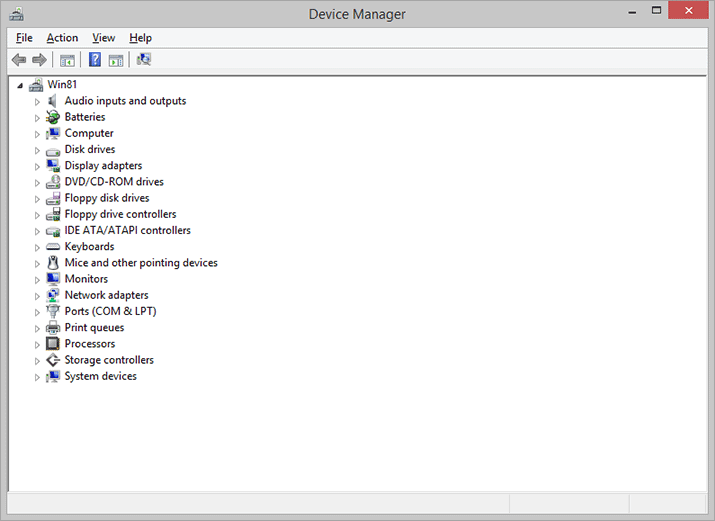 Device Manager
File Action View Help
Win81
Audio inputs and outputs
Batteries
Computer
Disk drives
Display adapters
DVD/CD-ROM drives
Floppy disk drives
Floppy drive controllers
IDE ATA/ATAPI controllers
Keyboards
Mice and other pointing devices
Monitors
Network adapters
Ports (COM & LPT)
Print queues
Processors
Storage controllers
System devices